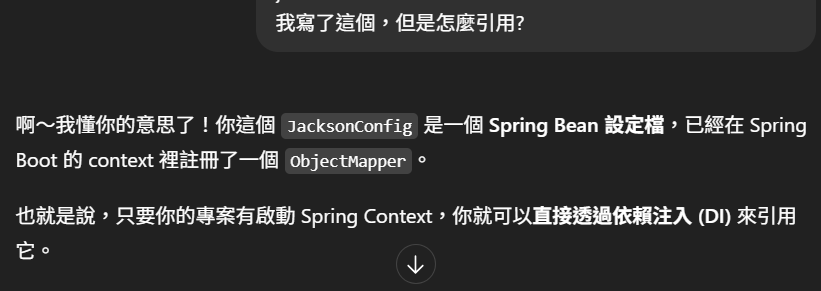 我寫了這個，但是怎麼引用?
啊～我懂你的意思了！你這個 JacksonConfig 是一個 Spring Bean 設定檔，已經在 Spring
Boot 的 context 裡註冊了一個 ObjectMapper。
也就是說，只要你的專案有啟動 Spring Context，你就可以直接透過依賴注入 (DI) 來引用
它。